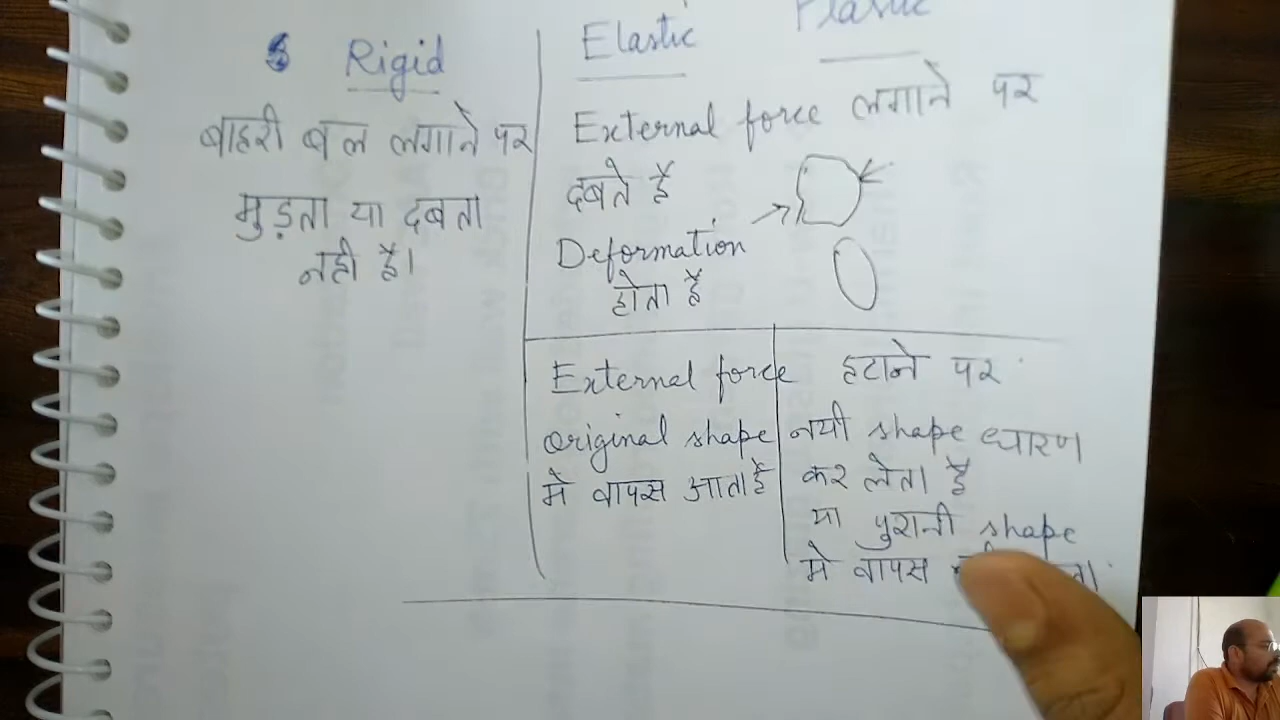 Rigid
बाहरी बल लगाने पर
मुड़ता या दबता
नही है।
Elastic Plastic
External force लगाने पर
दबते है
Deformation
होता है
External force हटाने पर
original shape
मे वापस आता है
नयी shape धारण
कर लेता है
या पुरानी shape
मे वापस